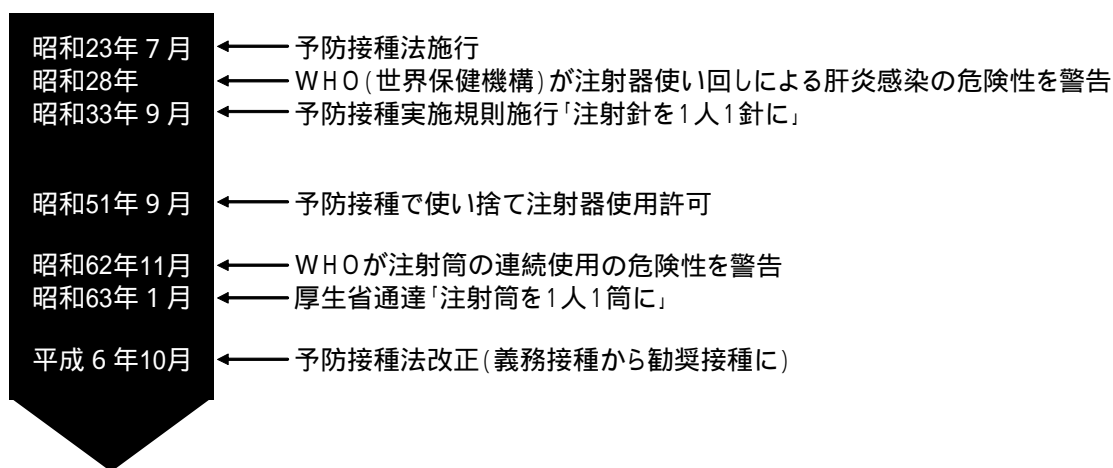 昭和23年7月 予防接種法施行
昭和28年 WHO(世界保健機構)が注射器使い回しによる肝炎感染の危険性を警告
昭和33年9月 予防接種実施規則施行「注射針を1人1針に」
昭和51年9月 予防接種で使い捨て注射器使用許可
昭和62年11月 WHOが注射筒の連続使用の危険性を警告
昭和63年1月 厚生省通達「注射筒を1人1筒に」
平成6年10月 予防接種法改正(義務接種から勧奨接種に)